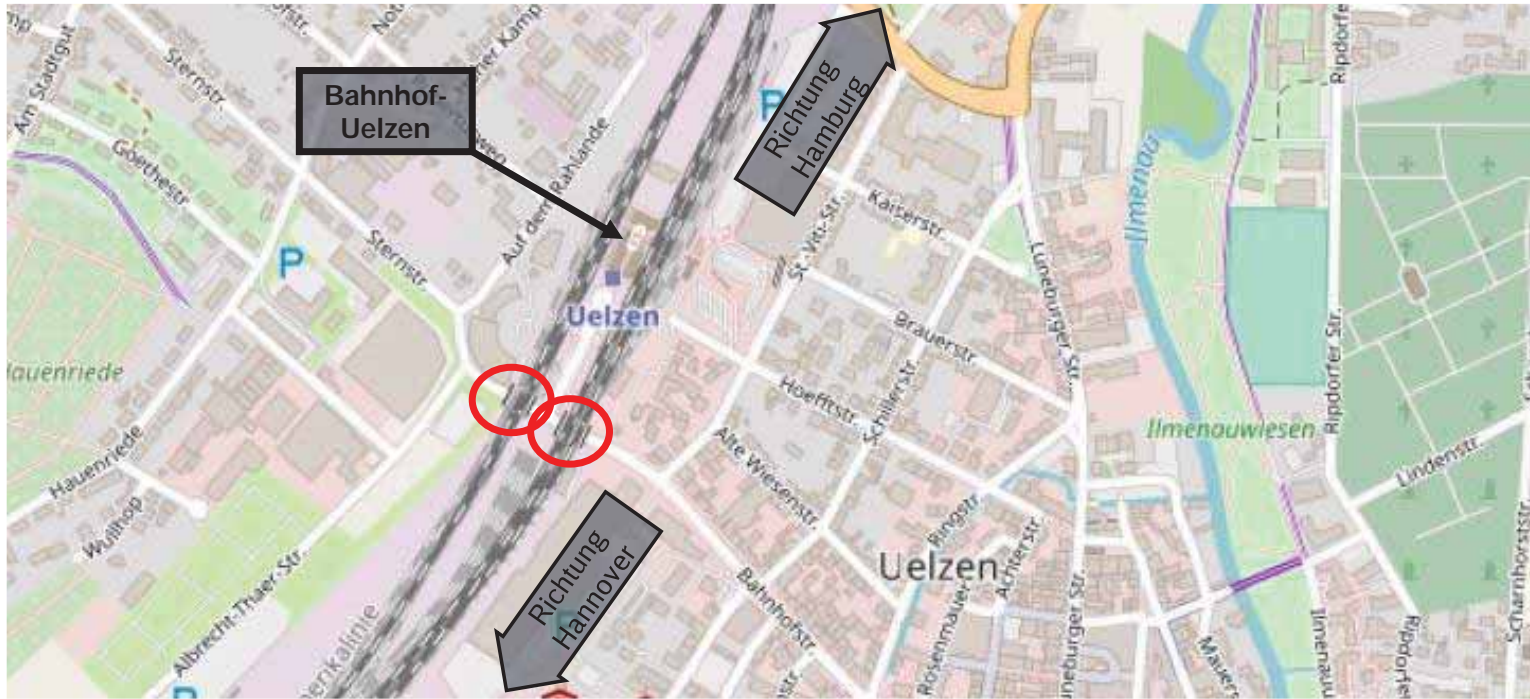 Am Stadtgut
Sternstr.
Goethestr.
Bahnhof-
Uelzen
Auf dem Rahlande
Sternstr.
P
Uelzen
P
Richtung
Hamburg
Kaiserstr.
St.-Viti-Str.
Lüneburger Str.
Ilmenau
Ripdorfer Str.
Brauerstr.
Hoefftstr.
Schillerstr.
Alte Wiesenstr.
Ilmenauwiesen
Lindenstr.
Hauenriede
Wullhop
Albrecht-Thaer-Str.
Richtung
Hannover
Bahnhofstr.
Ringstr.
Uelzen
Achterstr.
Rosenmauer
Scharnhorststr.
P